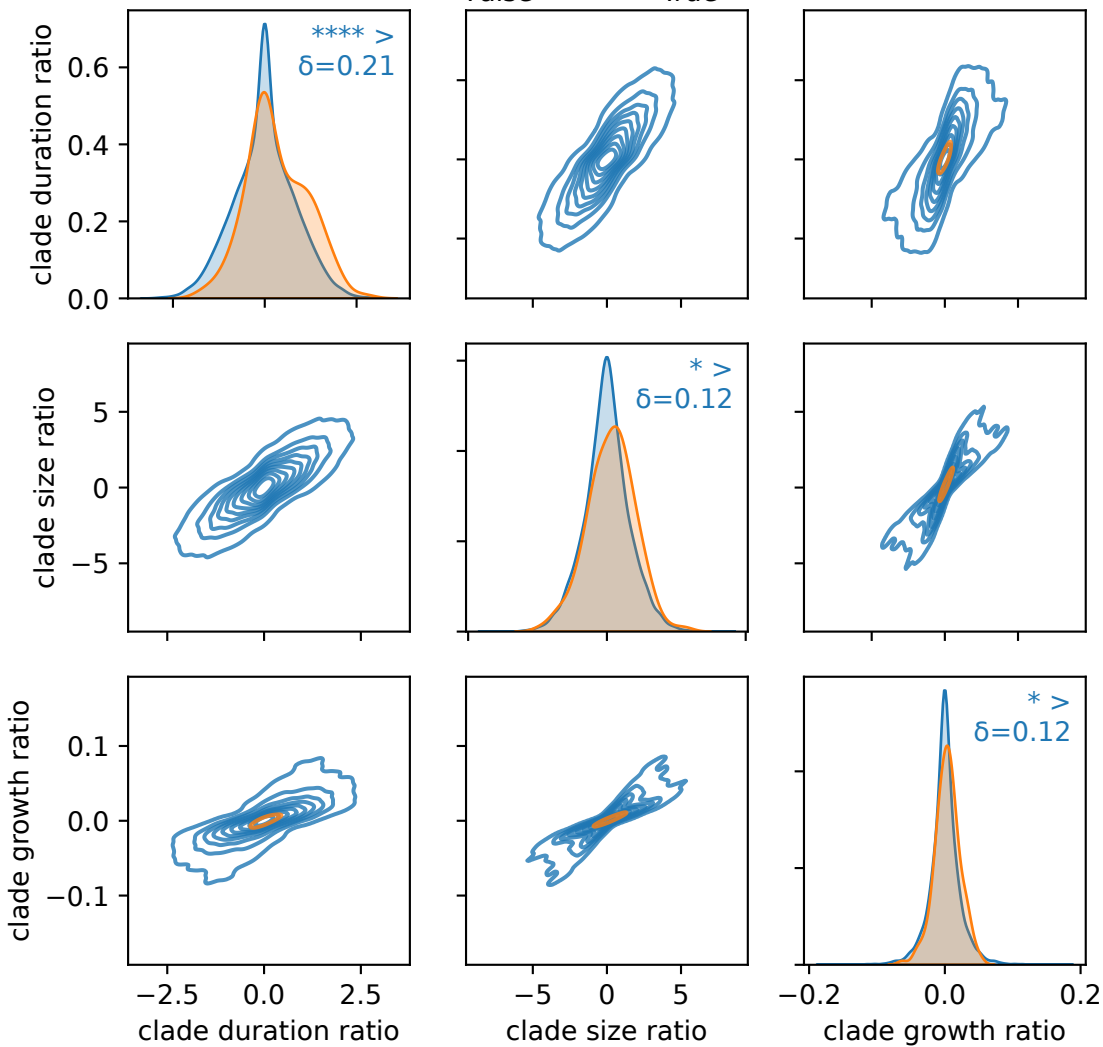 clade duration ratio
0.6
0.4
0.2
0.0
**** >
δ=0.21
clade size ratio
5
0
−5
* >
δ=0.12
clade growth ratio
0.1
0.0
−0.1
* >
δ=0.12
−2.5 0.0 2.5
clade duration ratio
−5 0 5
clade size ratio
−0.2 0.0 0.2
clade growth ratio